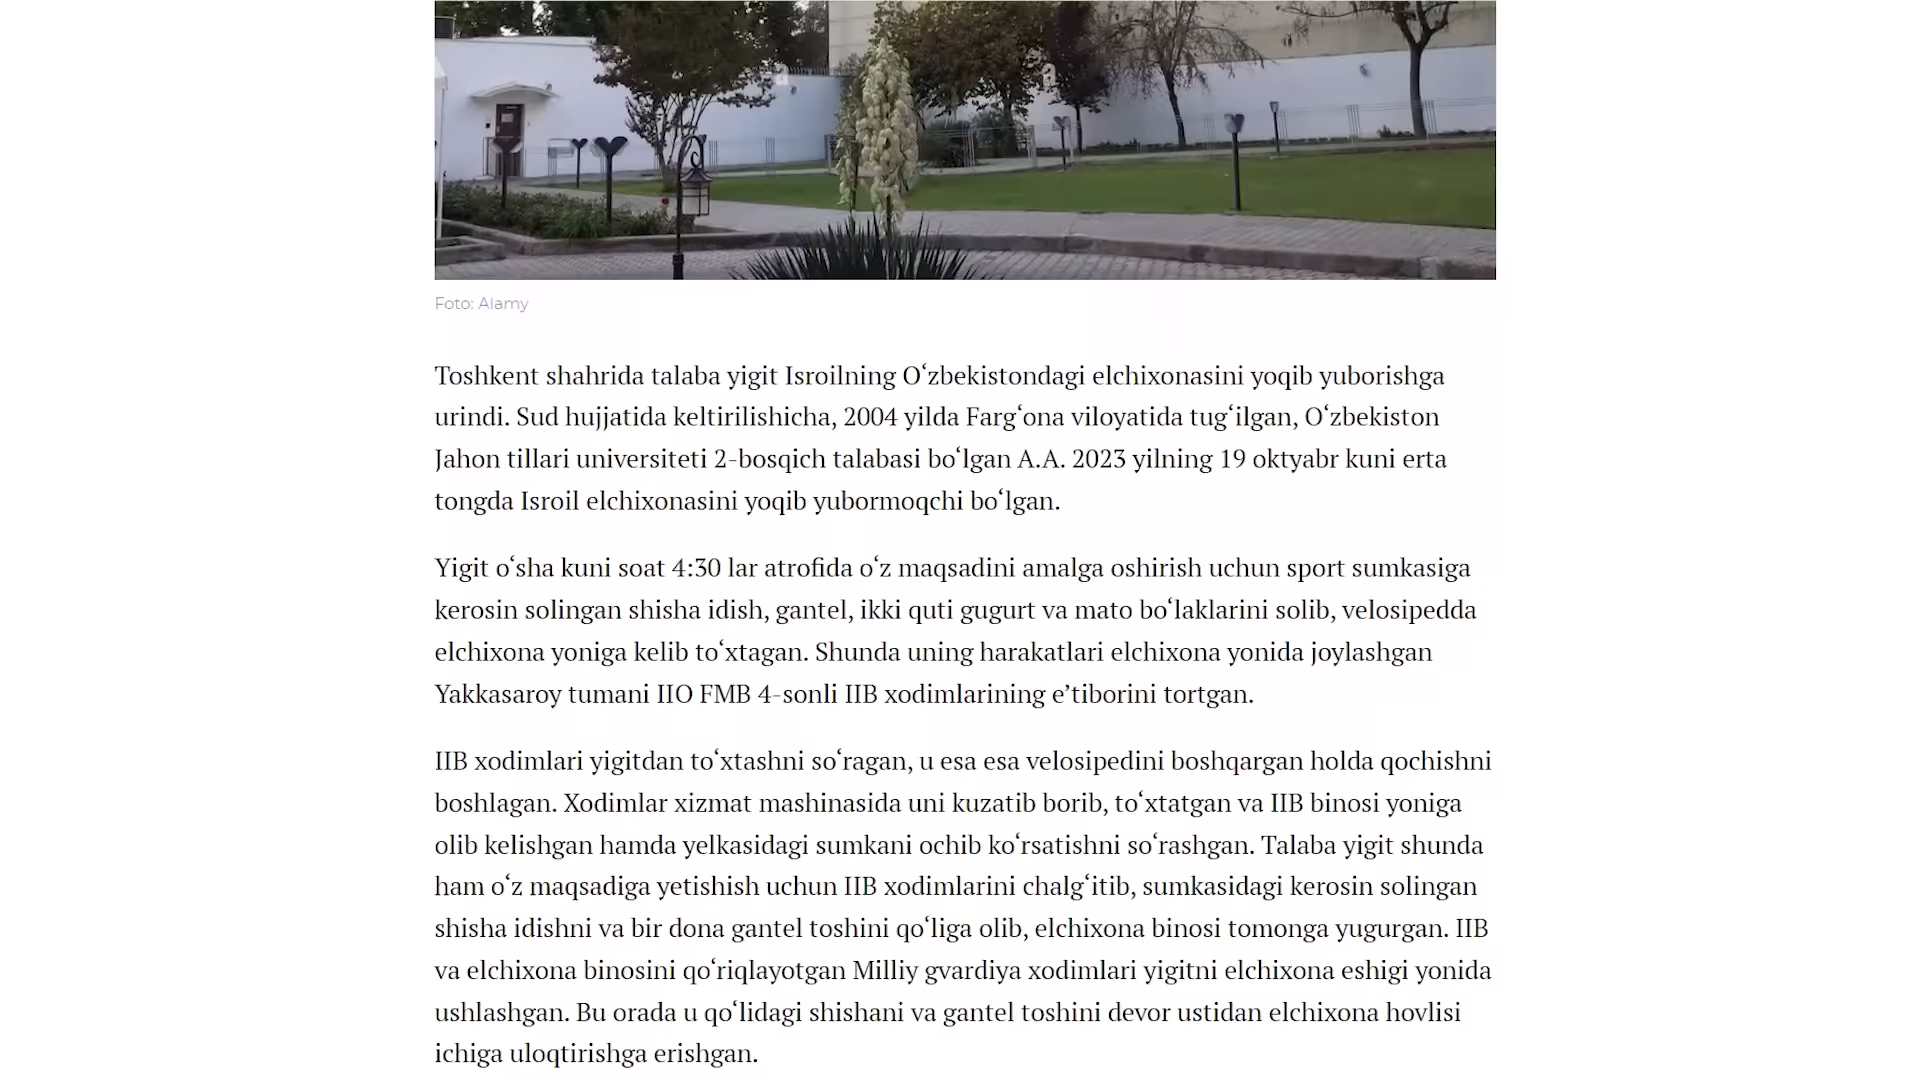 a
a
Foto: Alamy
Toshkent shahrida talaba yigit Isroilning Oʻzbekistondagi elchixonasini yoqib yuborishga
urindi. Sud hujjatida keltirilishicha, 2004 yilda Fargʻona viloyatida tugʻilgan, Oʻzbekiston
Jahon tillari universiteti 2-bosqich talabasi boʻlgan A.A. 2023 yilning 19 oktyabr kuni erta
tongda Isroil elchixonasini yoqib yubormoqchi boʻlgan.
Yigit oʻsha kuni soat 4:30 lar atrofida oʻz maqsadini amalga oshirish uchun sport sumkasiga
kerosin solingan shisha idish, gantel, ikki quti gugurt va mato boʻlaklarini solib, velosipedda
elchixona yoniga kelib toʻxtagan. Shunda uning harakatlari elchixona yonida joylashgan
Yakkasaroy tumani IIO FMB 4-sonli IIB xodimlarining eʼtiborini tortgan.
IIB xodimlari yigitdan toʻxtashni soʻragan, u esa esa velosipedini boshqargan holda qochishni
boshlagan. Xodimlar xizmat mashinasida uni kuzatib borib, toʻxtatgan va IIB binosi yoniga
olib kelishgan hamda yelkasidagi sumkani ochib koʻrsatishni soʻrashgan. Talaba yigit shunda
ham oʻz maqsadiga yetishish uchun IIB xodimlarini chalgʻitib, sumkasidagi kerosin solingan
shisha idishni va bir dona gantel toshini qoʻliga olib, elchixona binosi tomonga yugurgan. IIB
va elchixona binosini qoʻriqlayotgan Milliy gvardiya xodimlari yigitni elchixona eshigi yonida
ushlashgan. Bu orada u qoʻlidagi shishani va gantel toshini devor ustidan elchixona hovlisi
ichiga uloqtirishga erishgan.